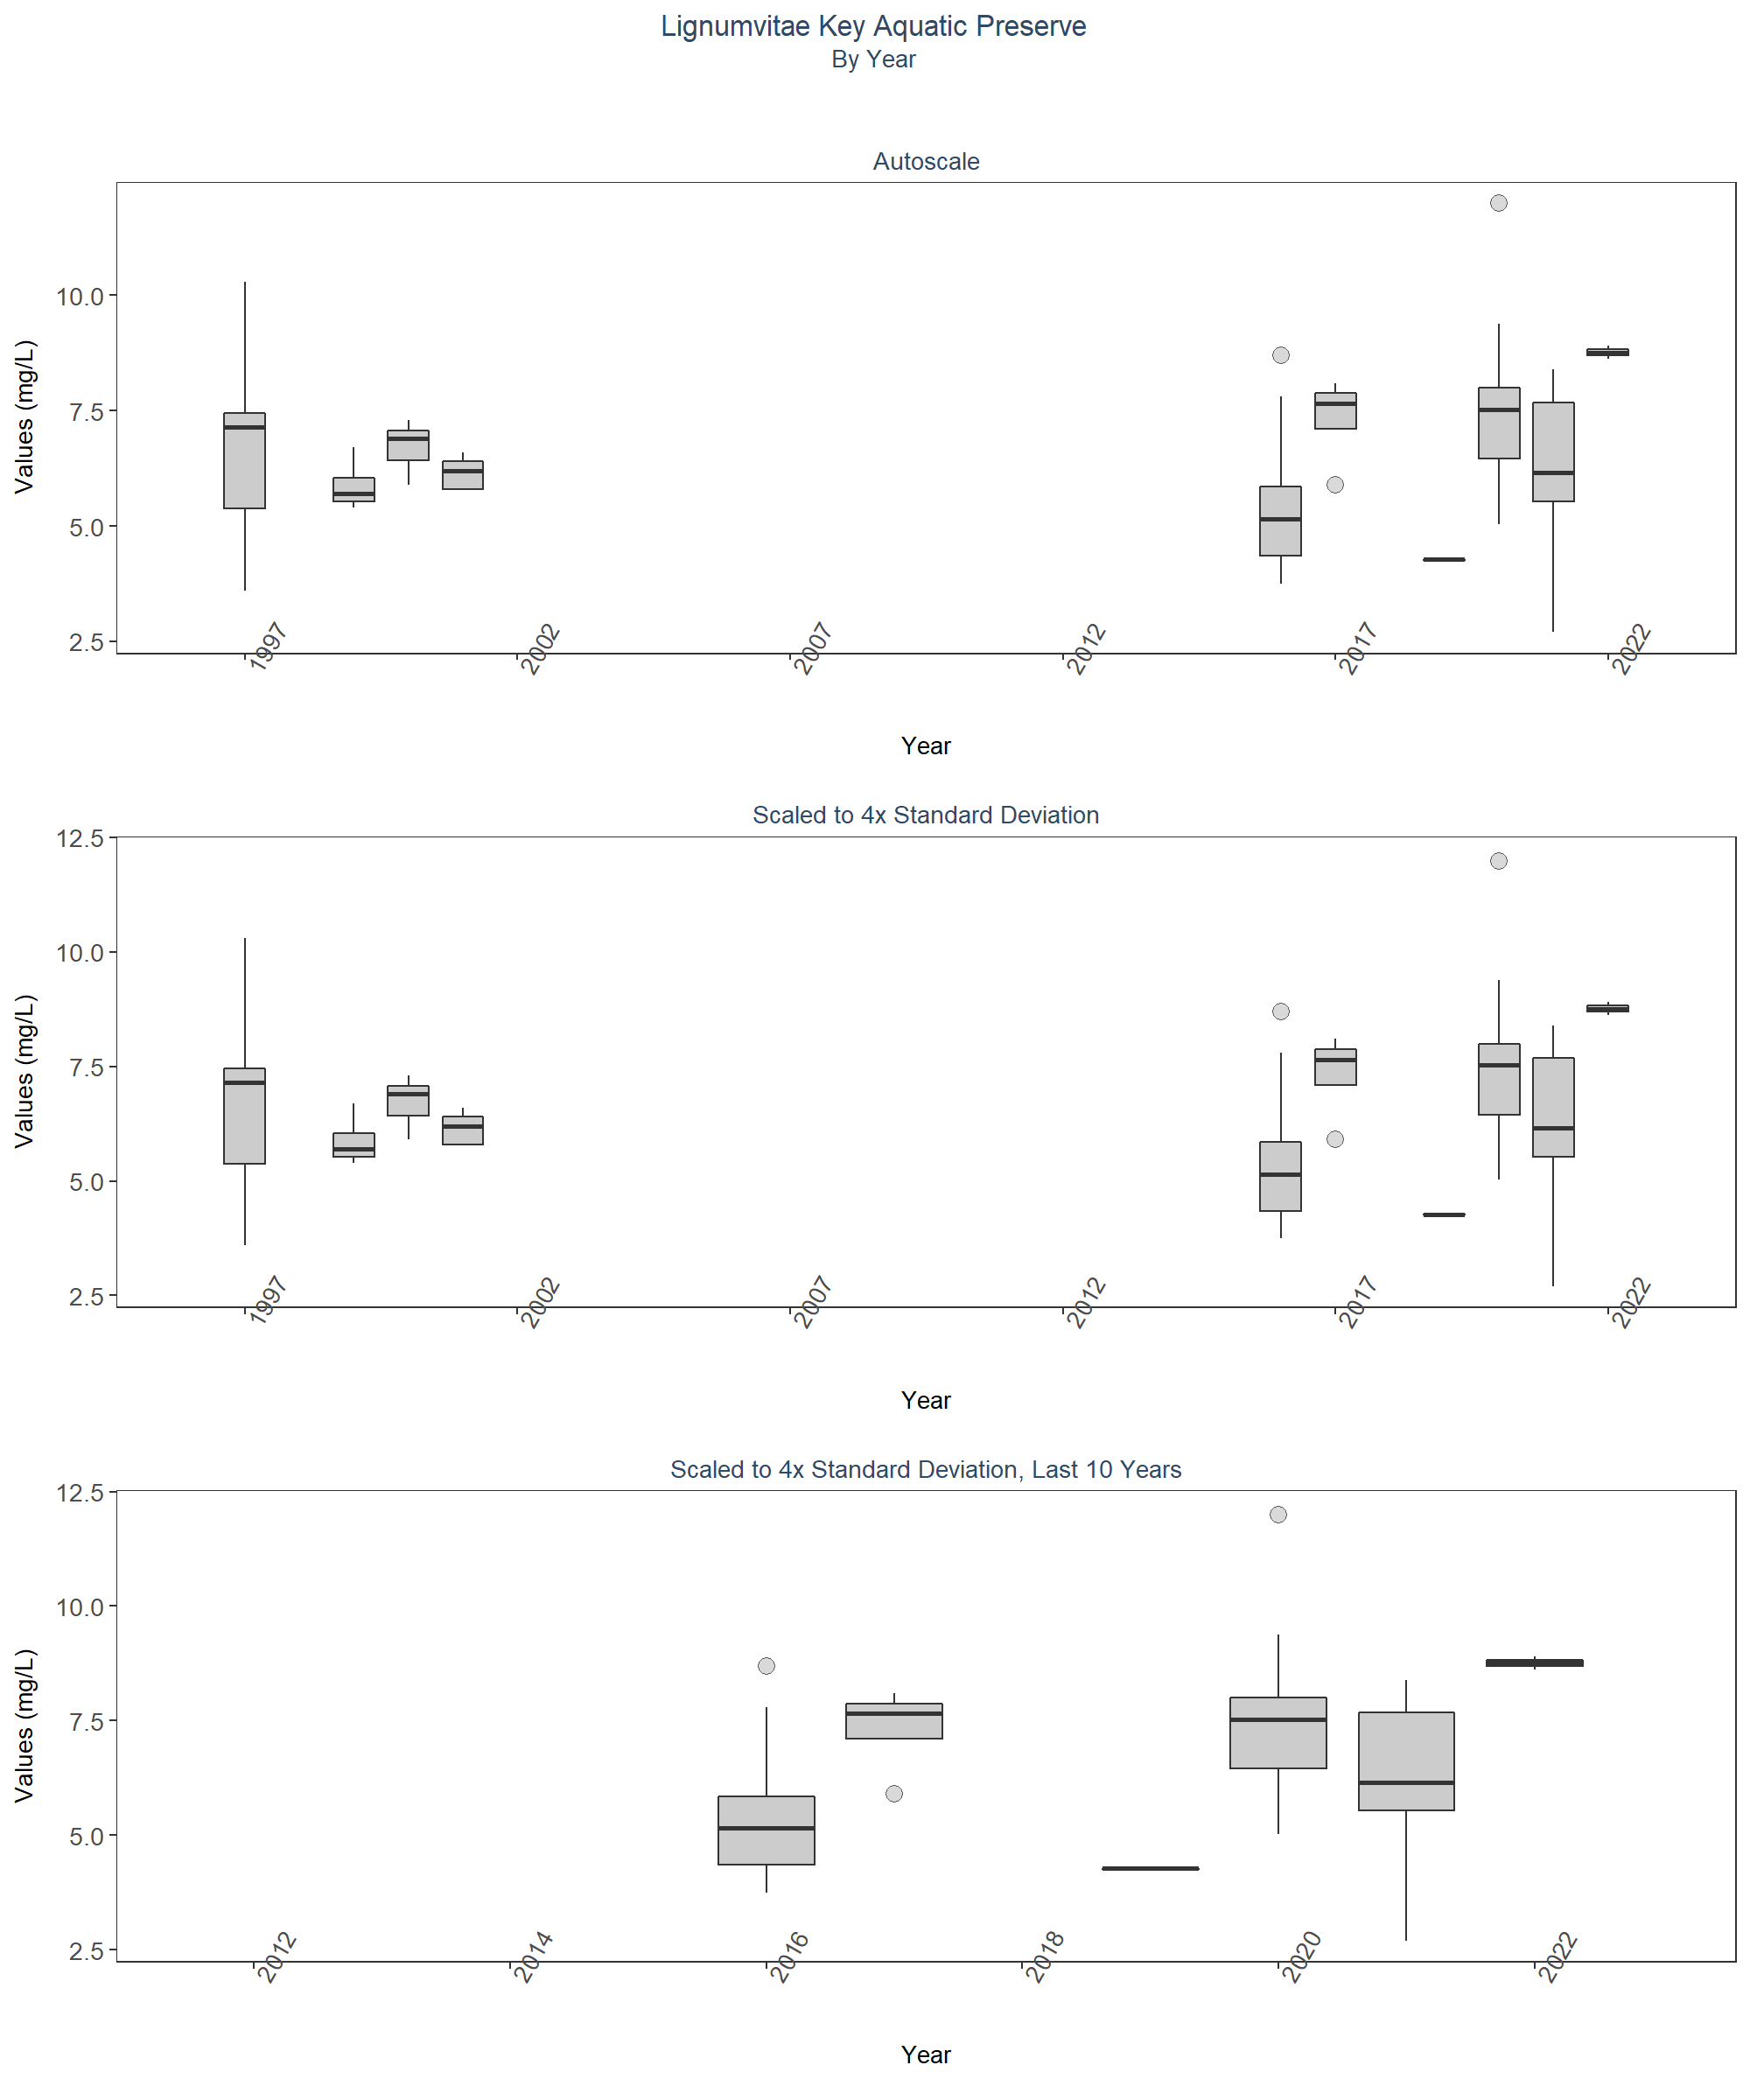 Lignumvitae Key Aquatic Preserve
By Year
Autoscale
Values (mg/L)
10.0
7.5
5.0
2.5
1997
2002
2007
2012
2017
2022
Year
Scaled to 4x Standard Deviation
Values (mg/L)
12.5
10.0
7.5
5.0
2.5
1997
2002
2007
2012
2017
2022
Year
Scaled to 4x Standard Deviation, Last 10 Years
Values (mg/L)
12.5
10.0
7.5
5.0
2.5
2012
2014
2016
2018
2020
2022
Year